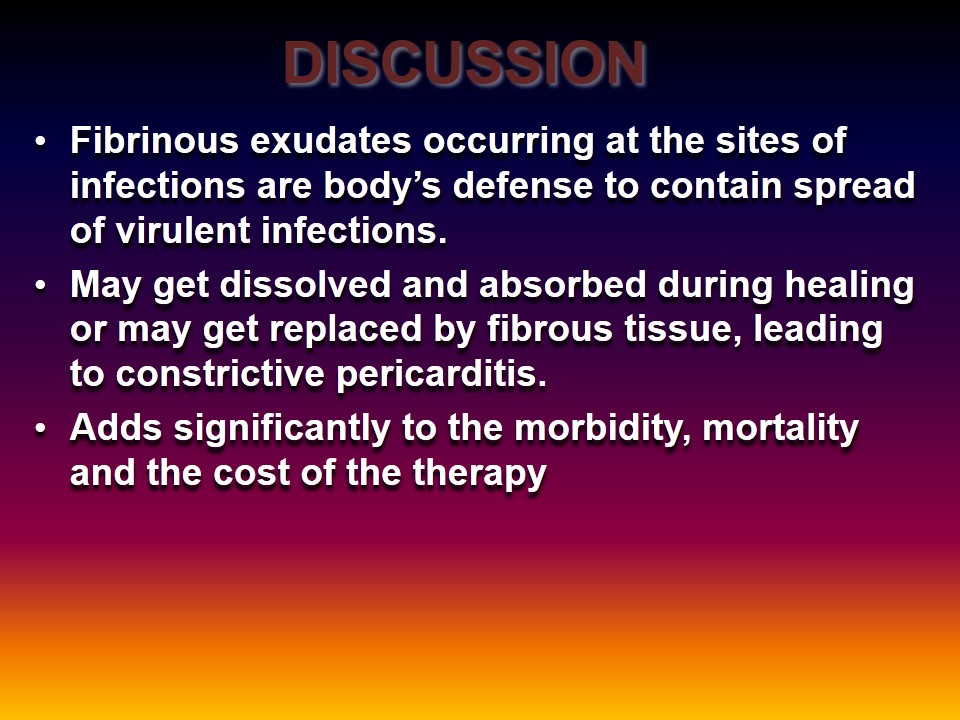 DISCUSSION
• Fibrinous exudates occurring at the sites of
infections are body’s defense to contain spread
of virulent infections.
• May get dissolved and absorbed during healing
or may get replaced by fibrous tissue, leading
to constrictive pericarditis.
• Adds significantly to the morbidity, mortality
and the cost of the therapy